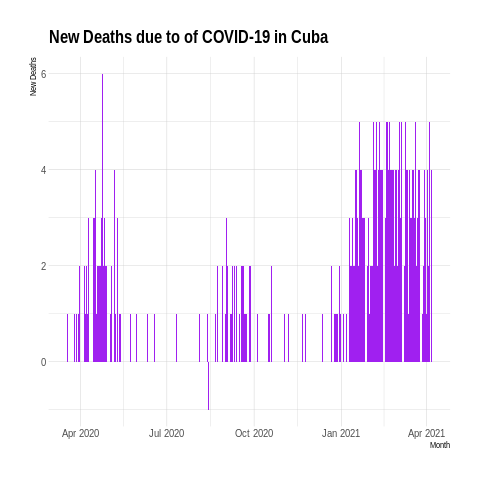 New Deaths due to of COVID-19 in Cuba
New Deaths
6
4
2
0
Apr 2020 Jul 2020 Oct 2020 Jan 2021 Apr 2021
Month